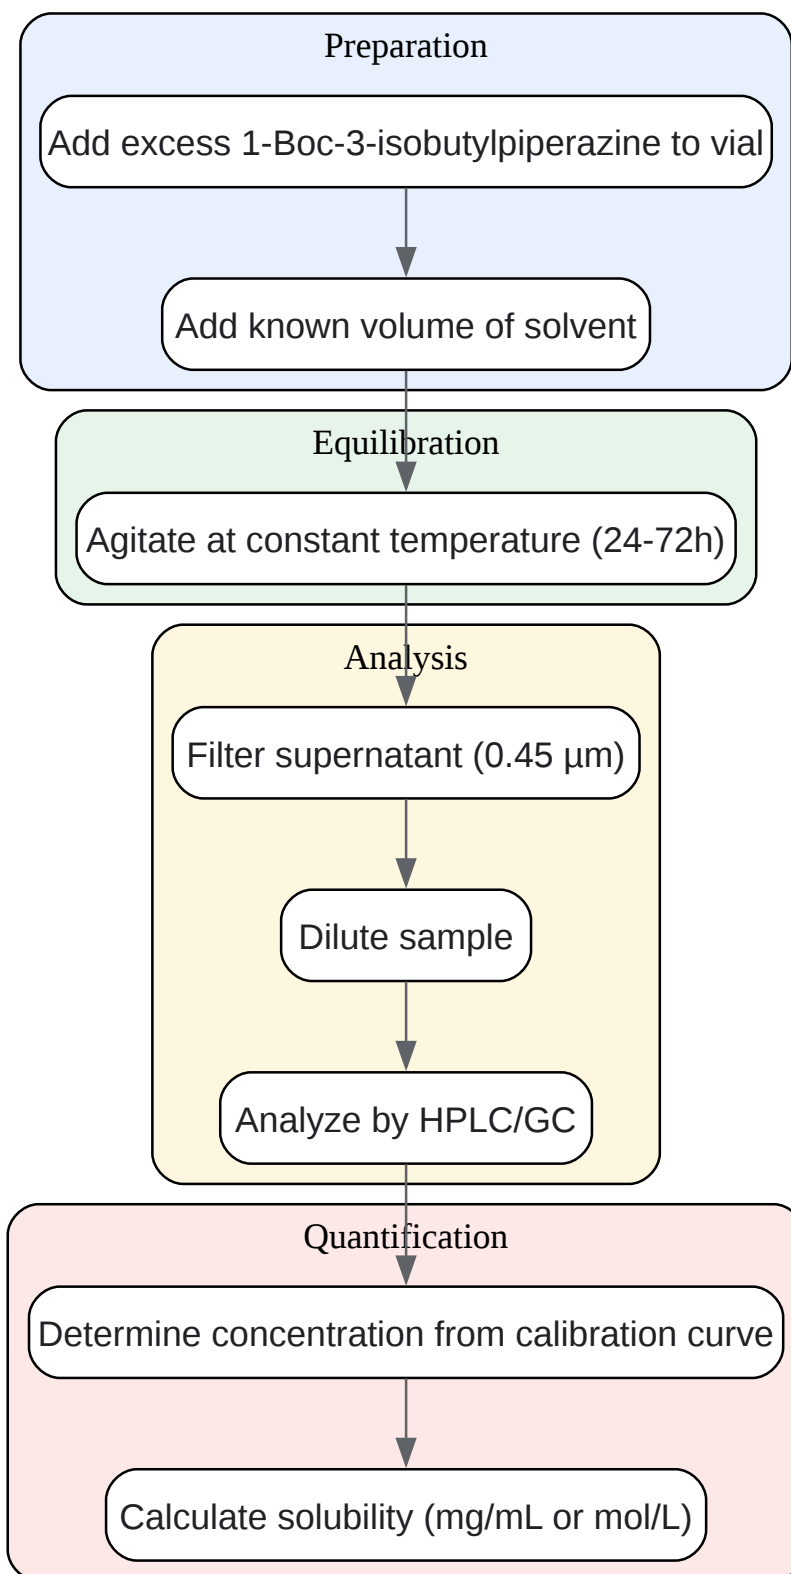 Preparation
Add excess 1-Boc-3-isobutylpiperazine to vial
Add known volume of solvent
Equilibration
Agitate at constant temperature (24-72h)
Analysis
Filter supernatant (0.45 µm)
Dilute sample
Analyze by HPLC/GC
Quantification
Determine concentration from calibration curve
Calculate solubility (mg/mL or mol/L)